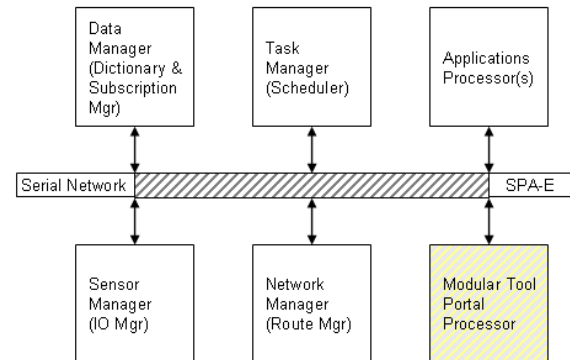 Data
Manager
(Dictionary &
Subscription
Mgr)
Task
Manager
(Scheduler)
Applications
Processor(s)
Serial Network
SPA-E
Sensor
Manager
(IO Mgr)
Network
Manager
(Route Mgr)
Modular Tool
Portal
Processor